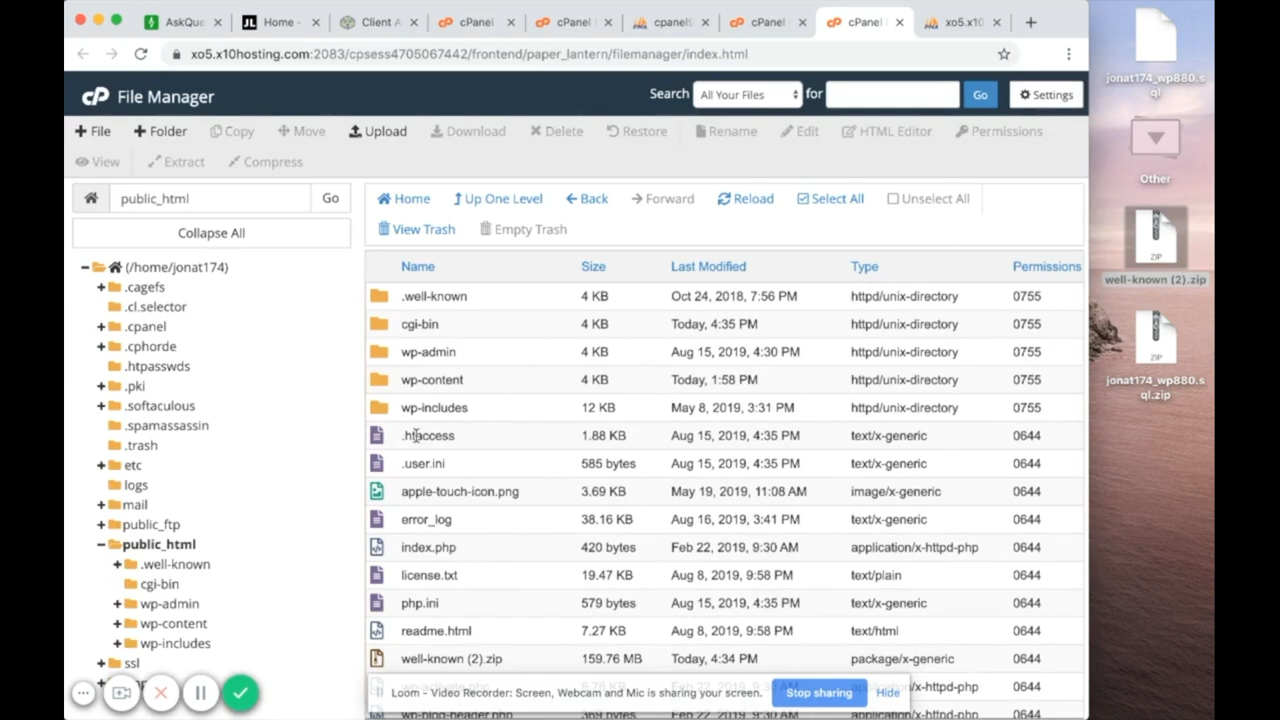 AskQue
Home -
Client A
cPanel
cPanel
cpanel
cPanel
cPanel
xo5.x10
xo5.x10hosting.com:2083/cpsess4705067442/frontend/paper_lantern/filemanager/index.html
cP File Manager
Search All Your Files for Go Settings
File Folder Copy Move Upload Download Delete Restore Rename Edit HTML Editor Permissions
View Extract Compress
public_html Go
Collapse All
(/home/jonat174)
.cagefs
.cl.selector
.cpanel
.cphorde
.htpasswds
.pki
.softaculous
.spamassassin
.trash
etc
logs
mail
public_ftp
public_html
.well-known
cgi-bin
wp-admin
wp-content
wp-includes
ssl
Home Up One Level Back Forward Reload Select All Unselect All
View Trash Empty Trash
Name Size Last Modified Type Permissions
.well-known 4 KB Oct 24, 2018, 7:56 PM httpd/unix-directory 0755
cgi-bin 4 KB Today, 4:35 PM httpd/unix-directory 0755
wp-admin 4 KB Aug 15, 2019, 4:30 PM httpd/unix-directory 0755
wp-content 4 KB Today, 1:58 PM httpd/unix-directory 0755
wp-includes 12 KB May 8, 2019, 3:31 PM httpd/unix-directory 0755
.htaccess 1.88 KB Aug 15, 2019, 4:35 PM text/x-generic 0644
.user.ini 585 bytes Aug 15, 2019, 4:35 PM text/x-generic 0644
apple-touch-icon.png 3.69 KB May 19, 2019, 11:08 AM image/x-generic 0644
error_log 38.16 KB Aug 16, 2019, 3:41 PM text/x-generic 0644
index.php 420 bytes Feb 22, 2019, 9:30 AM application/x-httpd-php 0644
license.txt 19.47 KB Aug 8, 2019, 9:58 PM text/plain 0644
php.ini 579 bytes Aug 15, 2019, 4:35 PM text/x-generic 0644
readme.html 7.27 KB Aug 8, 2019, 9:58 PM text/html 0644
well-known (2).zip 159.76 MB Today, 4:34 PM package/x-generic 0644
wp-activate.php 0644
wp-blog-header.php 369 bytes 0644
Loom – Video Recorder: Screen, Webcam and Mic is sharing your screen. Stop sharing Hide
jonat174_wp880.s
ql
Other
ZIP
well-known (2).zip
ZIP
jonat174_wp880.s
ql.zip